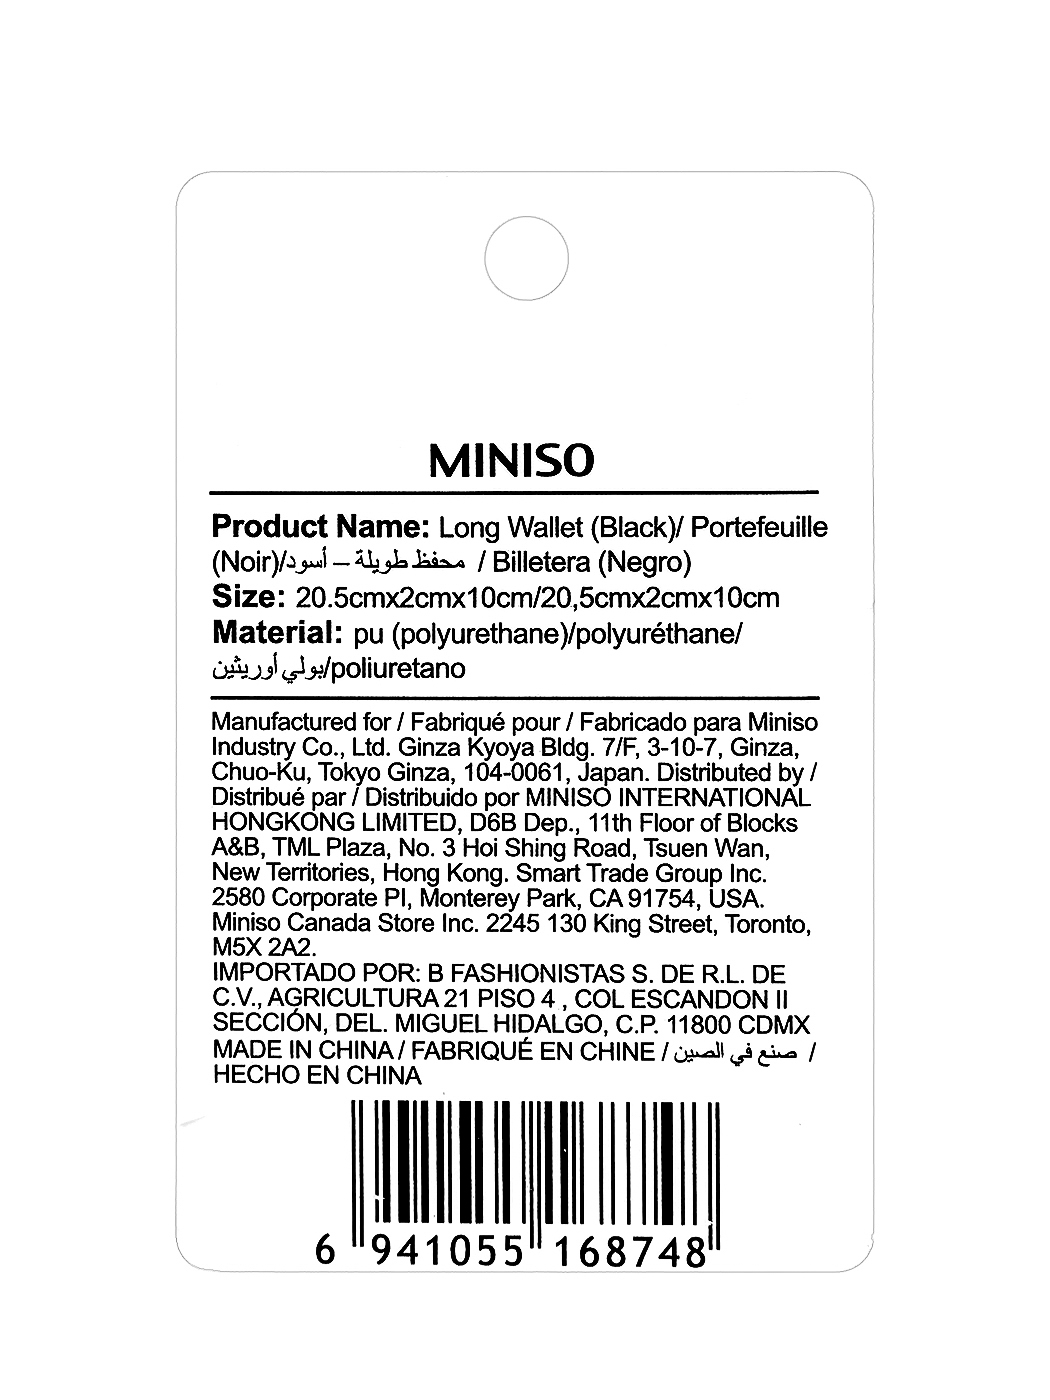 MINISO
Product Name: Long Wallet (Black)/ Portefeuille
(Noir)/محفظ طويلة – أسود / Billetera (Negro)
Size: 20.5cmx2cmx10cm/20,5cmx2cmx10cm
Material: pu (polyurethane)/polyuréthane/
بولي أوريثين/poliuretano
Manufactured for / Fabriqué pour / Fabricado para Miniso
Industry Co., Ltd. Ginza Kyoya Bldg. 7/F, 3-10-7, Ginza,
Chuo-Ku, Tokyo Ginza, 104-0061, Japan. Distributed by /
Distribué par / Distribuido por MINISO INTERNATIONAL
HONGKONG LIMITED, D6B Dep., 11th Floor of Blocks
A&B, TML Plaza, No. 3 Hoi Shing Road, Tsuen Wan,
New Territories, Hong Kong. Smart Trade Group Inc.
2580 Corporate Pl, Monterey Park, CA 91754, USA.
Miniso Canada Store Inc. 2245 130 King Street, Toronto,
M5X 2A2.
IMPORTADO POR: B FASHIONISTAS S. DE R.L. DE
C.V., AGRICULTURA 21 PISO 4 , COL ESCANDON II
SECCIÓN, DEL. MIGUEL HIDALGO, C.P. 11800 CDMX
MADE IN CHINA / FABRIQUÉ EN CHINE / صنع في الصين /
HECHO EN CHINA
6 941055 168748